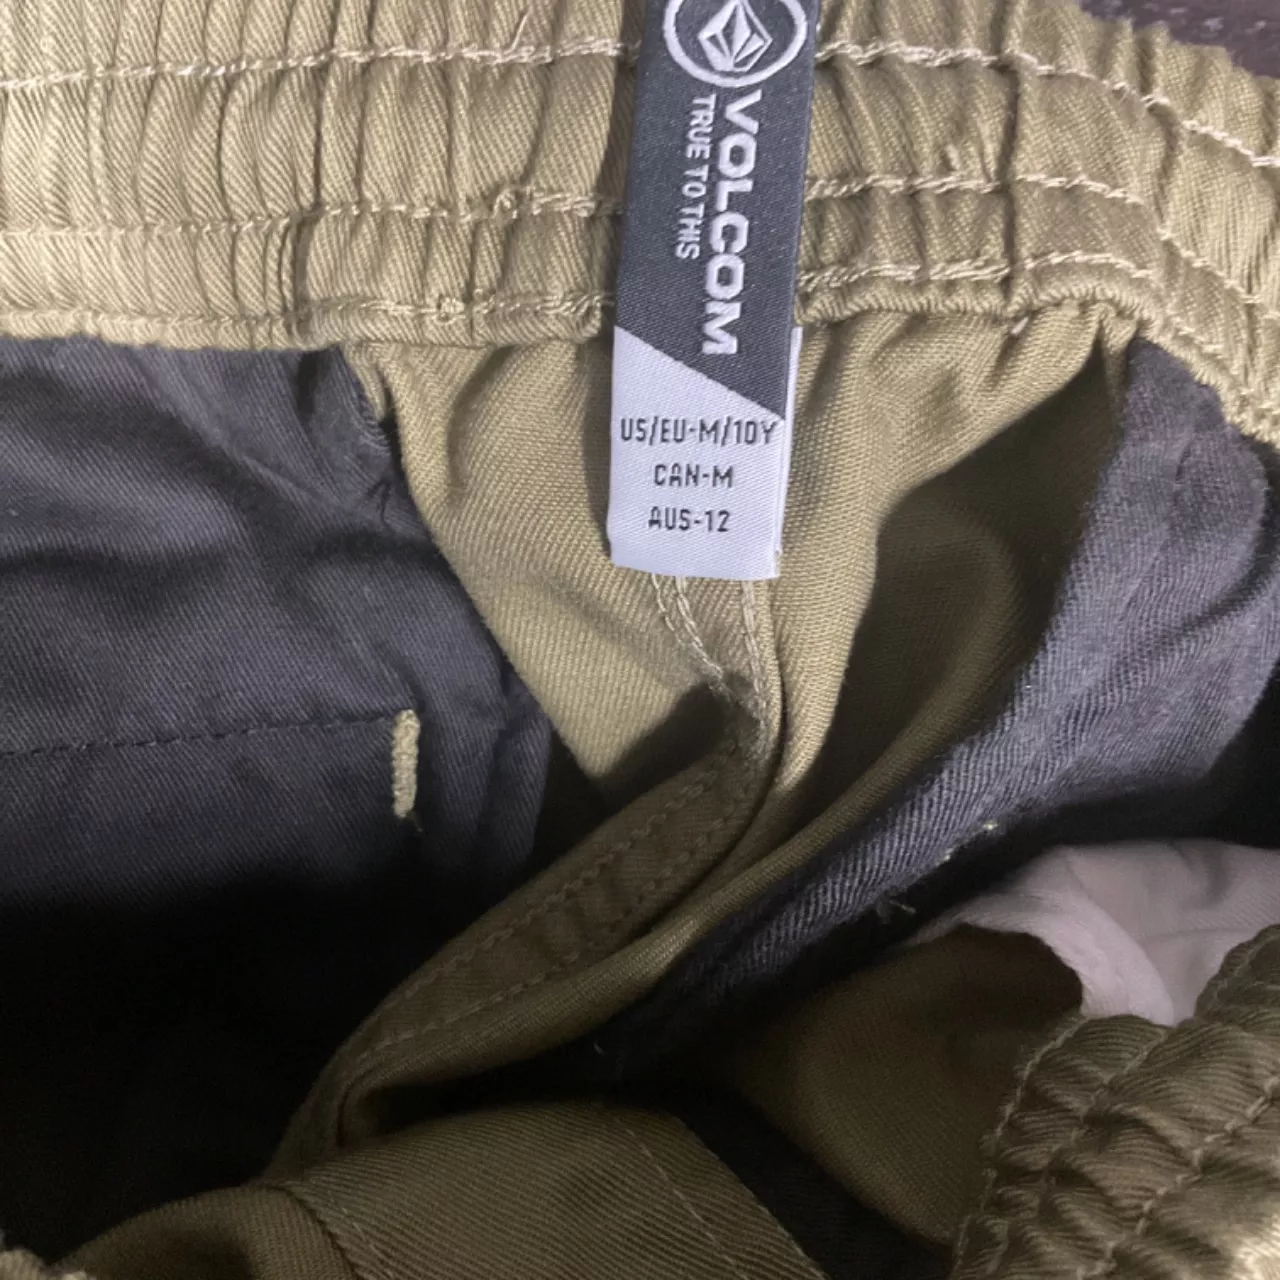 VOLCOM
TRUE TO THIS
US/EU-M/10Y
CAN-M
AUS-12